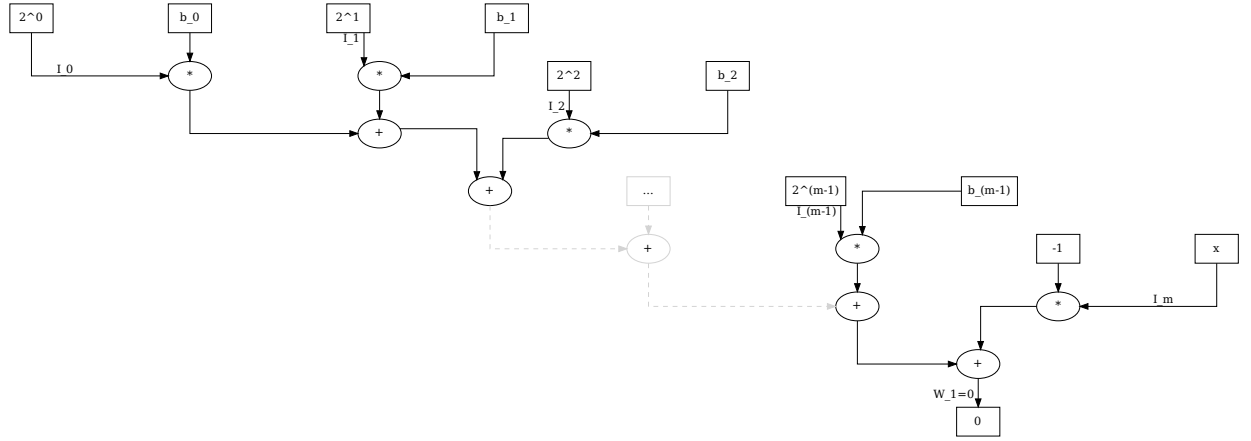 2^0
b_0
2^1
b_1
I_1
I_0
*
*
2^2
b_2
I_2
+
*
+
...
2^(m-1)
b_(m-1)
I_(m-1)
+
*
-1
x
+
*
I_m
+
W_1=0
0